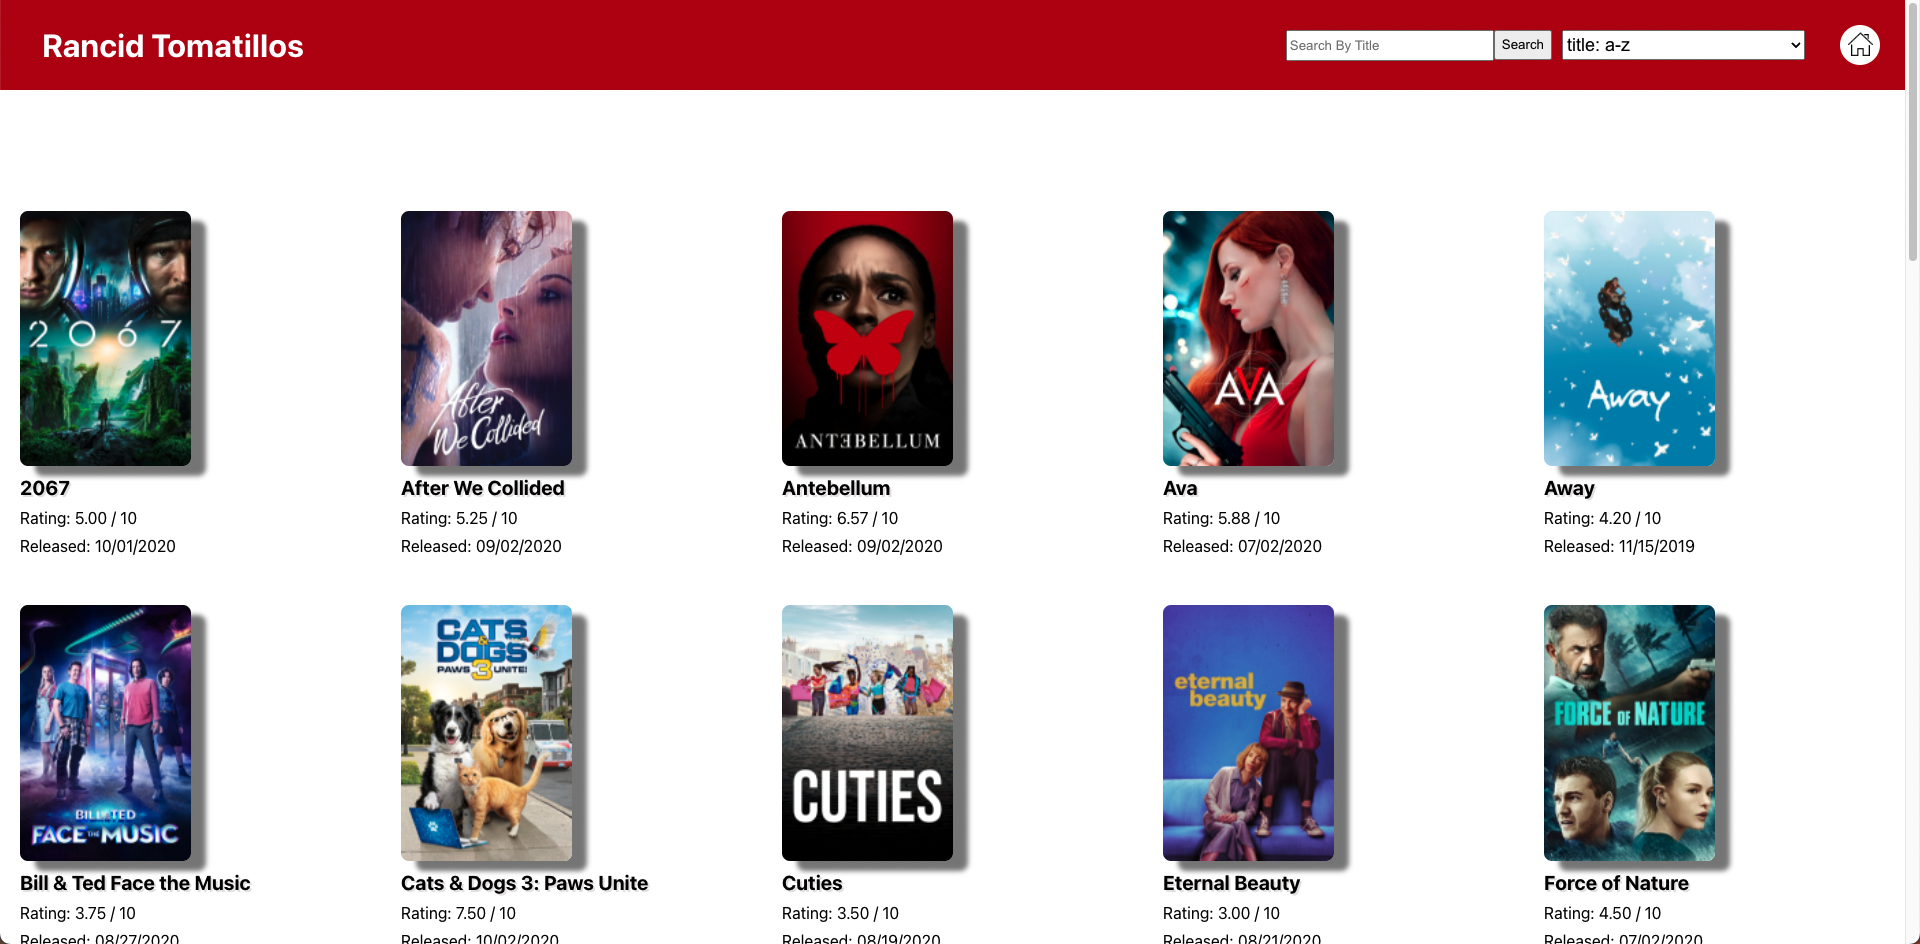 Rancid Tomatillos
Search By Title
Search
title: a-z
2 0 6 7
After
We Collided
ANTƎBELLUM
AVA
Away
2067
After We Collided
Antebellum
Ava
Away
Rating: 5.00 / 10
Rating: 5.25 / 10
Rating: 6.57 / 10
Rating: 5.88 / 10
Rating: 4.20 / 10
Released: 10/01/2020
Released: 09/02/2020
Released: 09/02/2020
Released: 07/02/2020
Released: 11/15/2019
BILL & TED
FACE THE MUSIC
CATS
&
DOGS
PAWS 3 UNITE!
CUTIES
eternal
beauty
FORCE OF NATURE
Bill & Ted Face the Music
Cats & Dogs 3: Paws Unite
Cuties
Eternal Beauty
Force of Nature
Rating: 3.75 / 10
Rating: 7.50 / 10
Rating: 3.50 / 10
Rating: 3.00 / 10
Rating: 4.50 / 10
Released: 08/27/2020
Released: 10/02/2020
Released: 08/19/2020
Released: 08/21/2020
Released: 07/02/2020